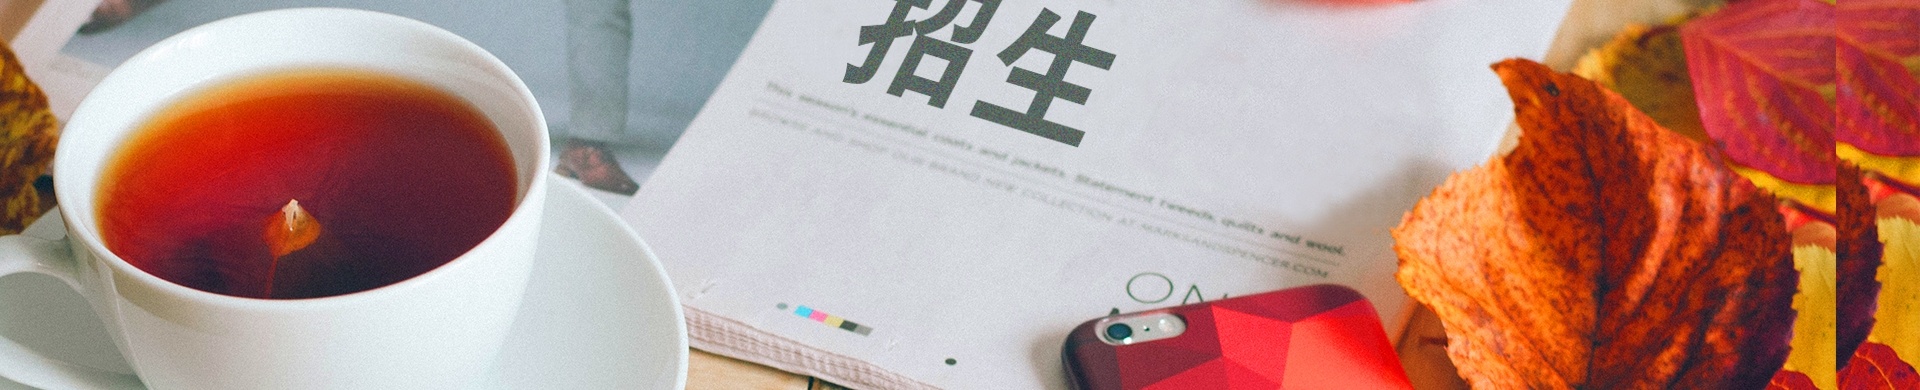 招生
This season's essential coats and jackets. Statement tweeds, quilts and wool.
BROWSE AND SHOP OUR BRAND NEW COLLECTION AT MARKSANDSPENCER.COM